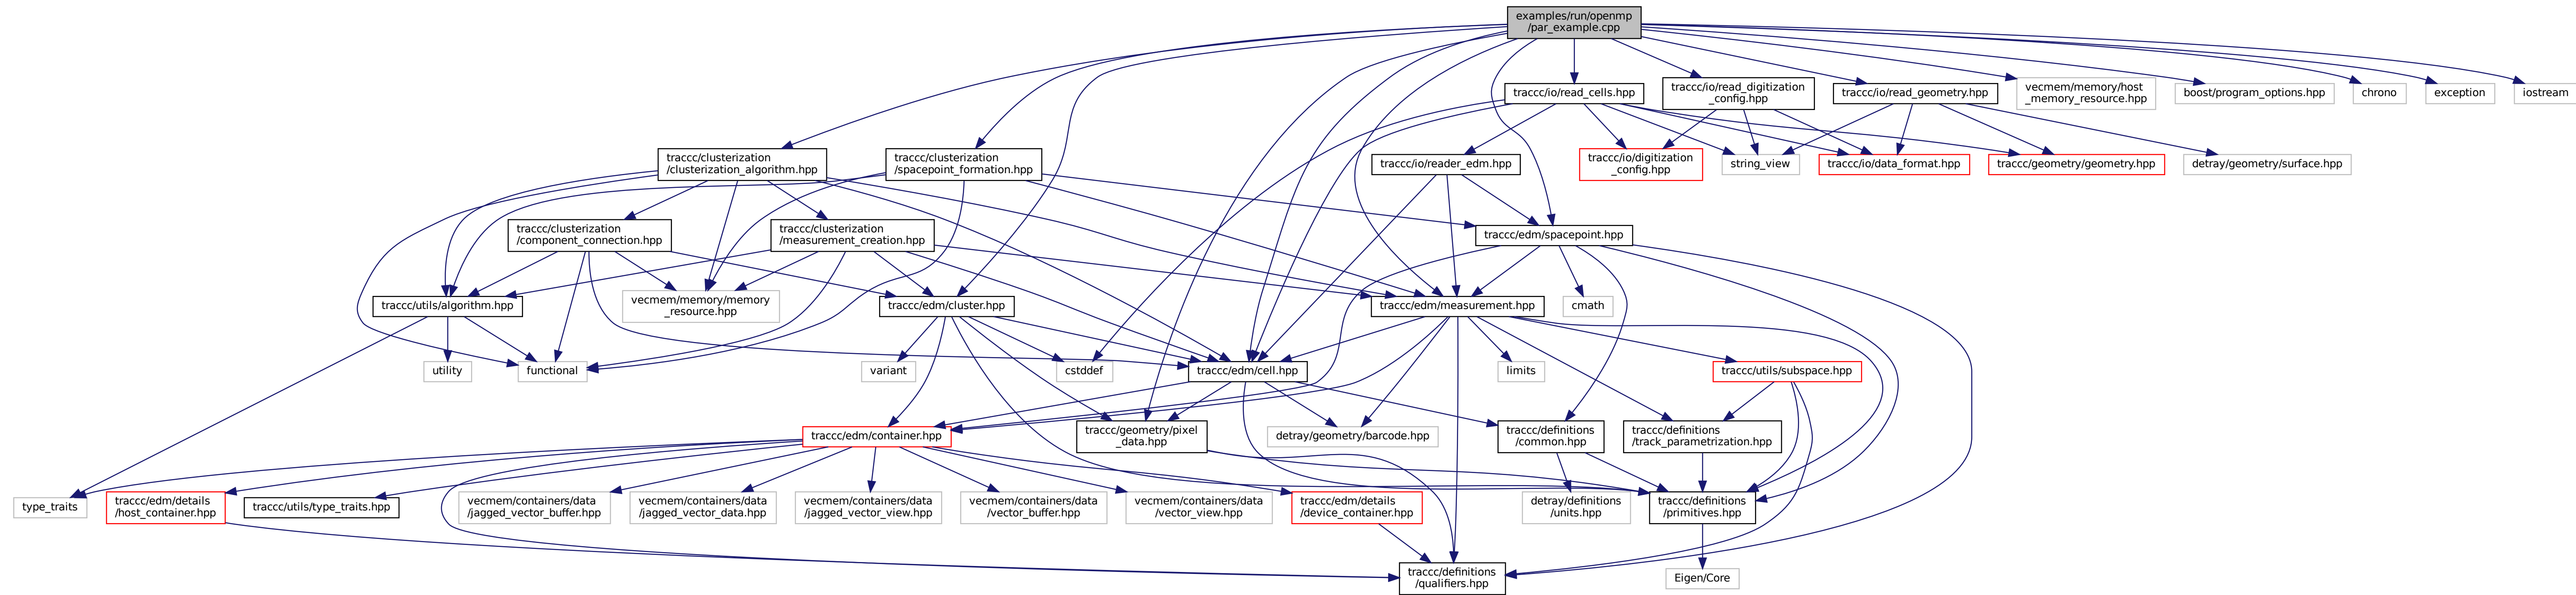 examples/run/openmp
/par_example.cpp
traccc/io/read_cells.hpp
traccc/io/read_digitization
_config.hpp
traccc/io/read_geometry.hpp
vecmem/memory/host
_memory_resource.hpp
boost/program_options.hpp
chrono
exception
iostream
traccc/clusterization
/clusterization_algorithm.hpp
traccc/clusterization
/spacepoint_formation.hpp
traccc/io/reader_edm.hpp
traccc/io/digitization
_config.hpp
string_view
traccc/io/data_format.hpp
traccc/geometry/geometry.hpp
detray/geometry/surface.hpp
traccc/clusterization
/component_connection.hpp
traccc/clusterization
/measurement_creation.hpp
traccc/edm/spacepoint.hpp
traccc/utils/algorithm.hpp
vecmem/memory/memory
_resource.hpp
traccc/edm/cluster.hpp
traccc/edm/measurement.hpp
cmath
utility
functional
variant
cstddef
traccc/edm/cell.hpp
limits
traccc/utils/subspace.hpp
traccc/edm/container.hpp
traccc/geometry/pixel
_data.hpp
detray/geometry/barcode.hpp
traccc/definitions
/common.hpp
traccc/definitions
/track_parametrization.hpp
type_traits
traccc/edm/details
/host_container.hpp
traccc/utils/type_traits.hpp
vecmem/containers/data
/jagged_vector_buffer.hpp
vecmem/containers/data
/jagged_vector_data.hpp
vecmem/containers/data
/jagged_vector_view.hpp
vecmem/containers/data
/vector_buffer.hpp
vecmem/containers/data
/vector_view.hpp
traccc/edm/details
/device_container.hpp
detray/definitions
/units.hpp
traccc/definitions
/primitives.hpp
traccc/definitions
/qualifiers.hpp
Eigen/Core